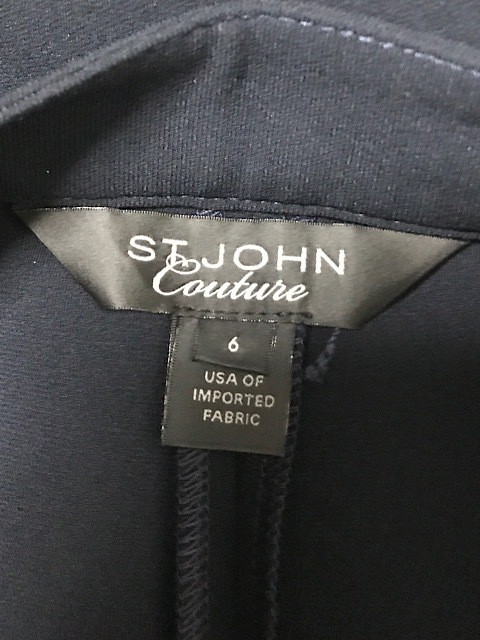 ST. JOHN
Couture
6
USA OF
IMPORTED
FABRIC